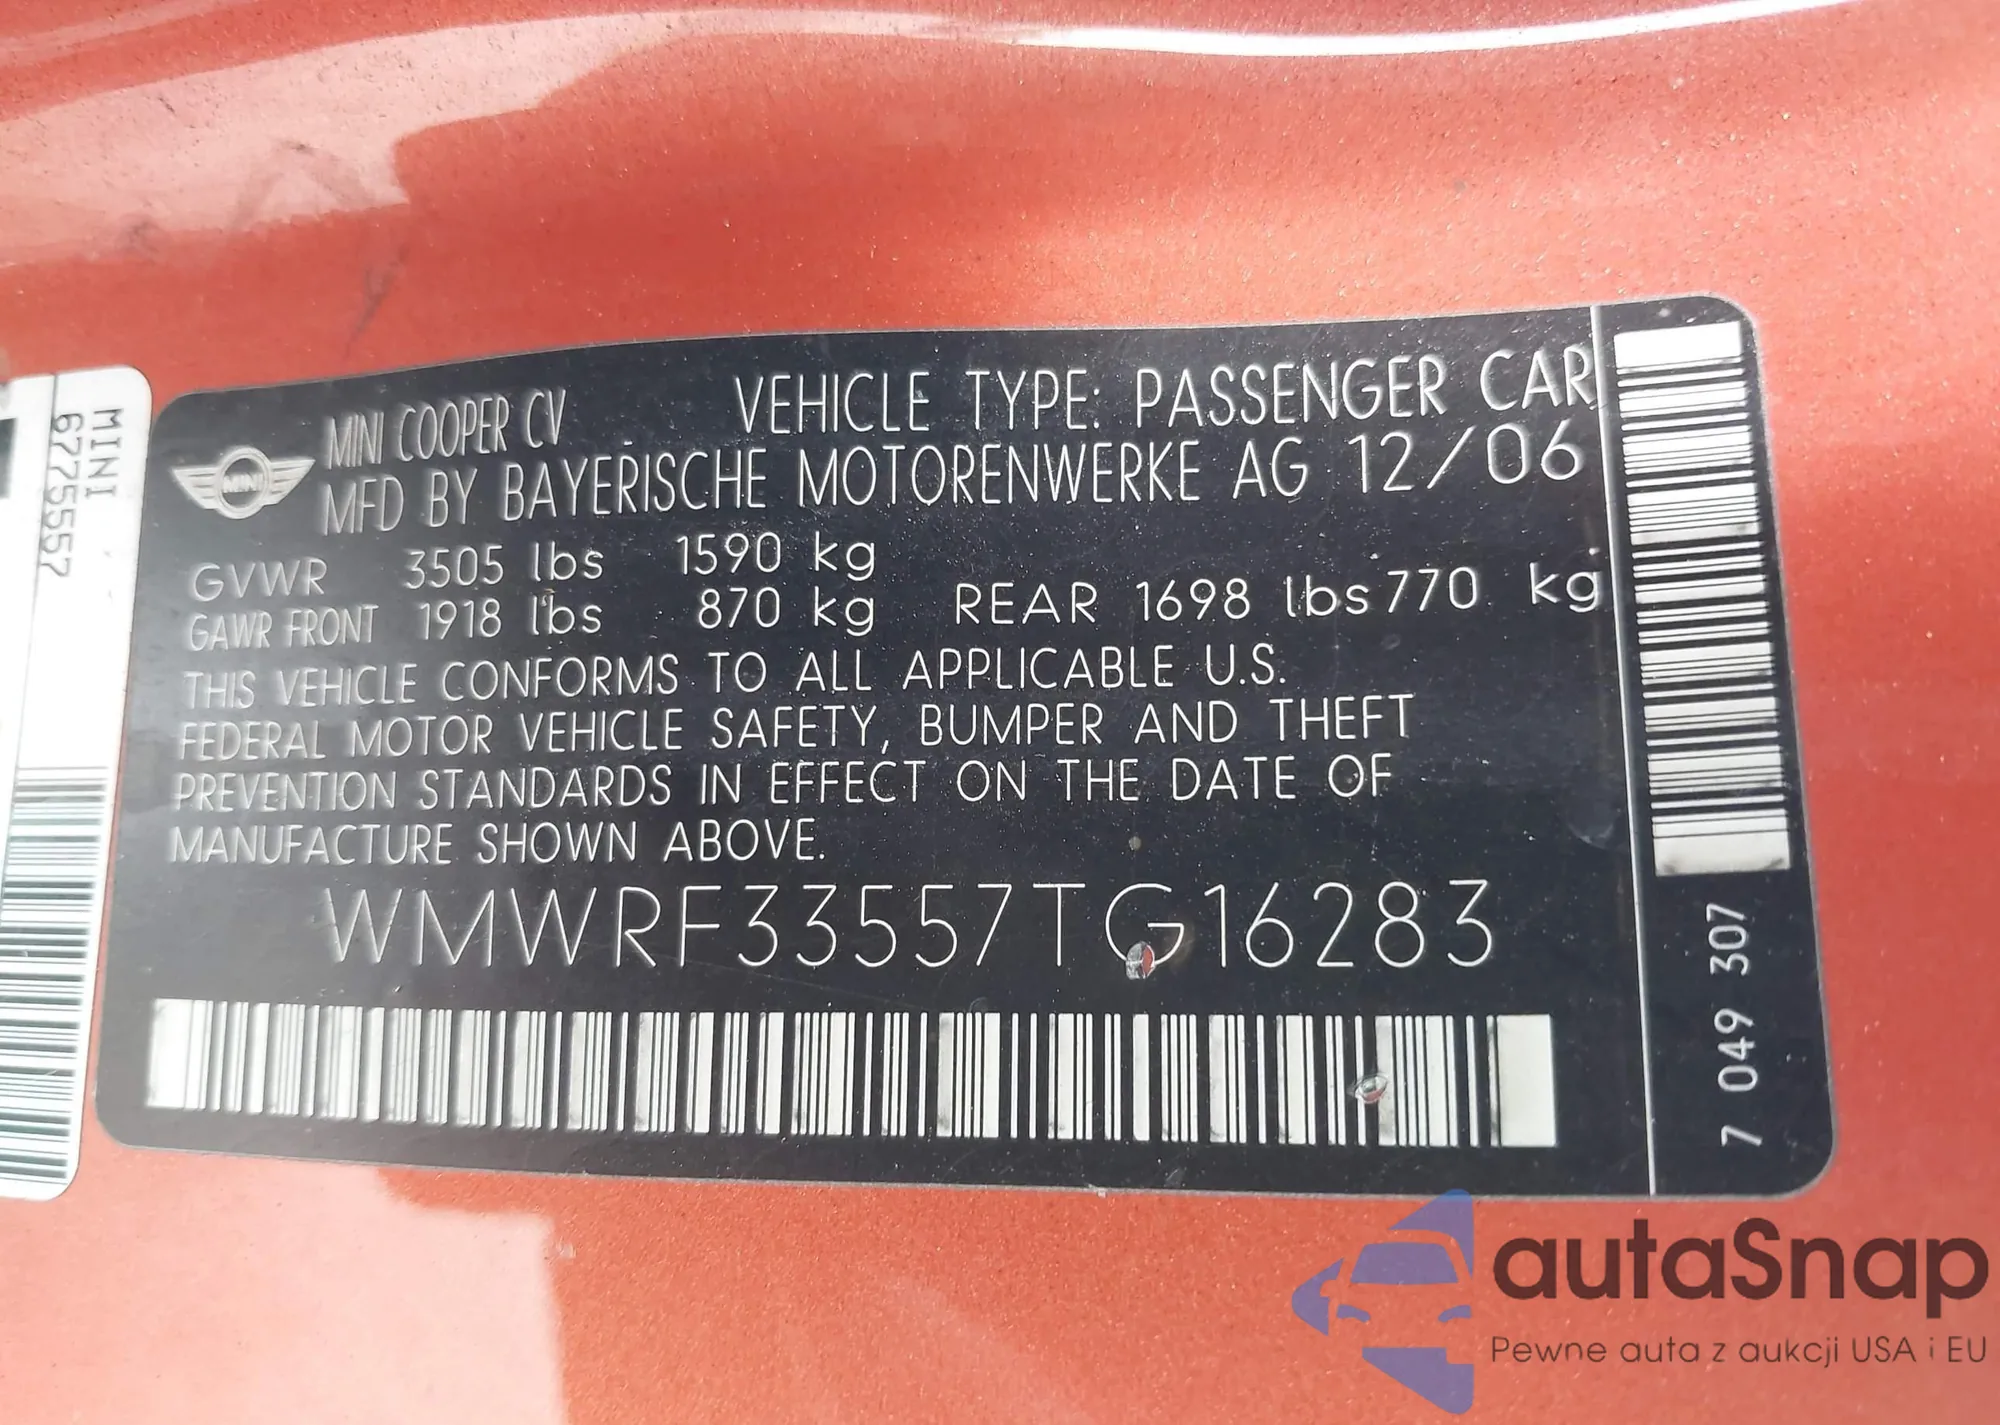 MINI COOPER CV VEHICLE TYPE: PASSENGER CAR
MINI
MFD BY BAYERISCHE MOTORENWERKE AG 12/06
GVWR 3505 lbs 1590 kg
GAWR FRONT 1918 lbs 870 kg REAR 1698 lbs 770 kg
THIS VEHICLE CONFORMS TO ALL APPLICABLE U.S.
FEDERAL MOTOR VEHICLE SAFETY, BUMPER AND THEFT
PREVENTION STANDARDS IN EFFECT ON THE DATE OF
MANUFACTURE SHOWN ABOVE.
WMWRF33557TG16283
7 049 307
MINI
6775557
autaSnap
Pewne auta z aukcji USA i EU